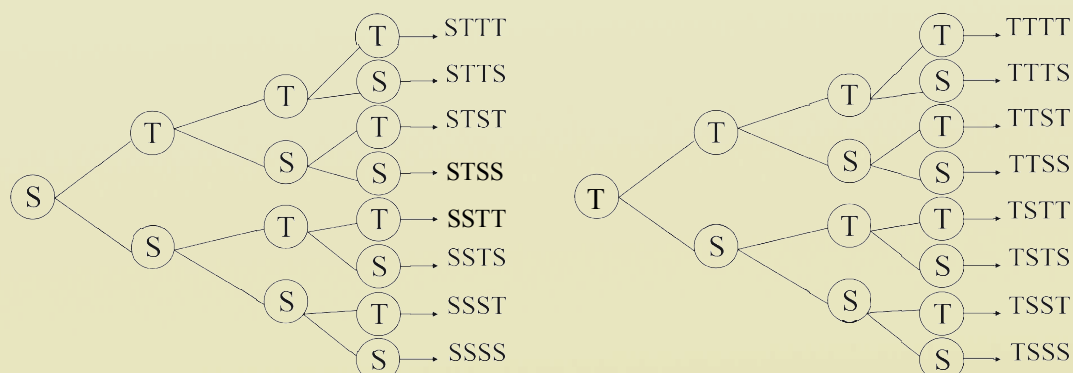 T STTT
T
S STTS
T
T STST
S
S STSS
S
T SSTT
T
S SSTS
S
T SSST
S
S SSSS
T TTTT
T
S TTTS
T
T TTST
S
S TTSS
T
T TSTT
T
S TSTS
S
T TSST
S
S TSSS